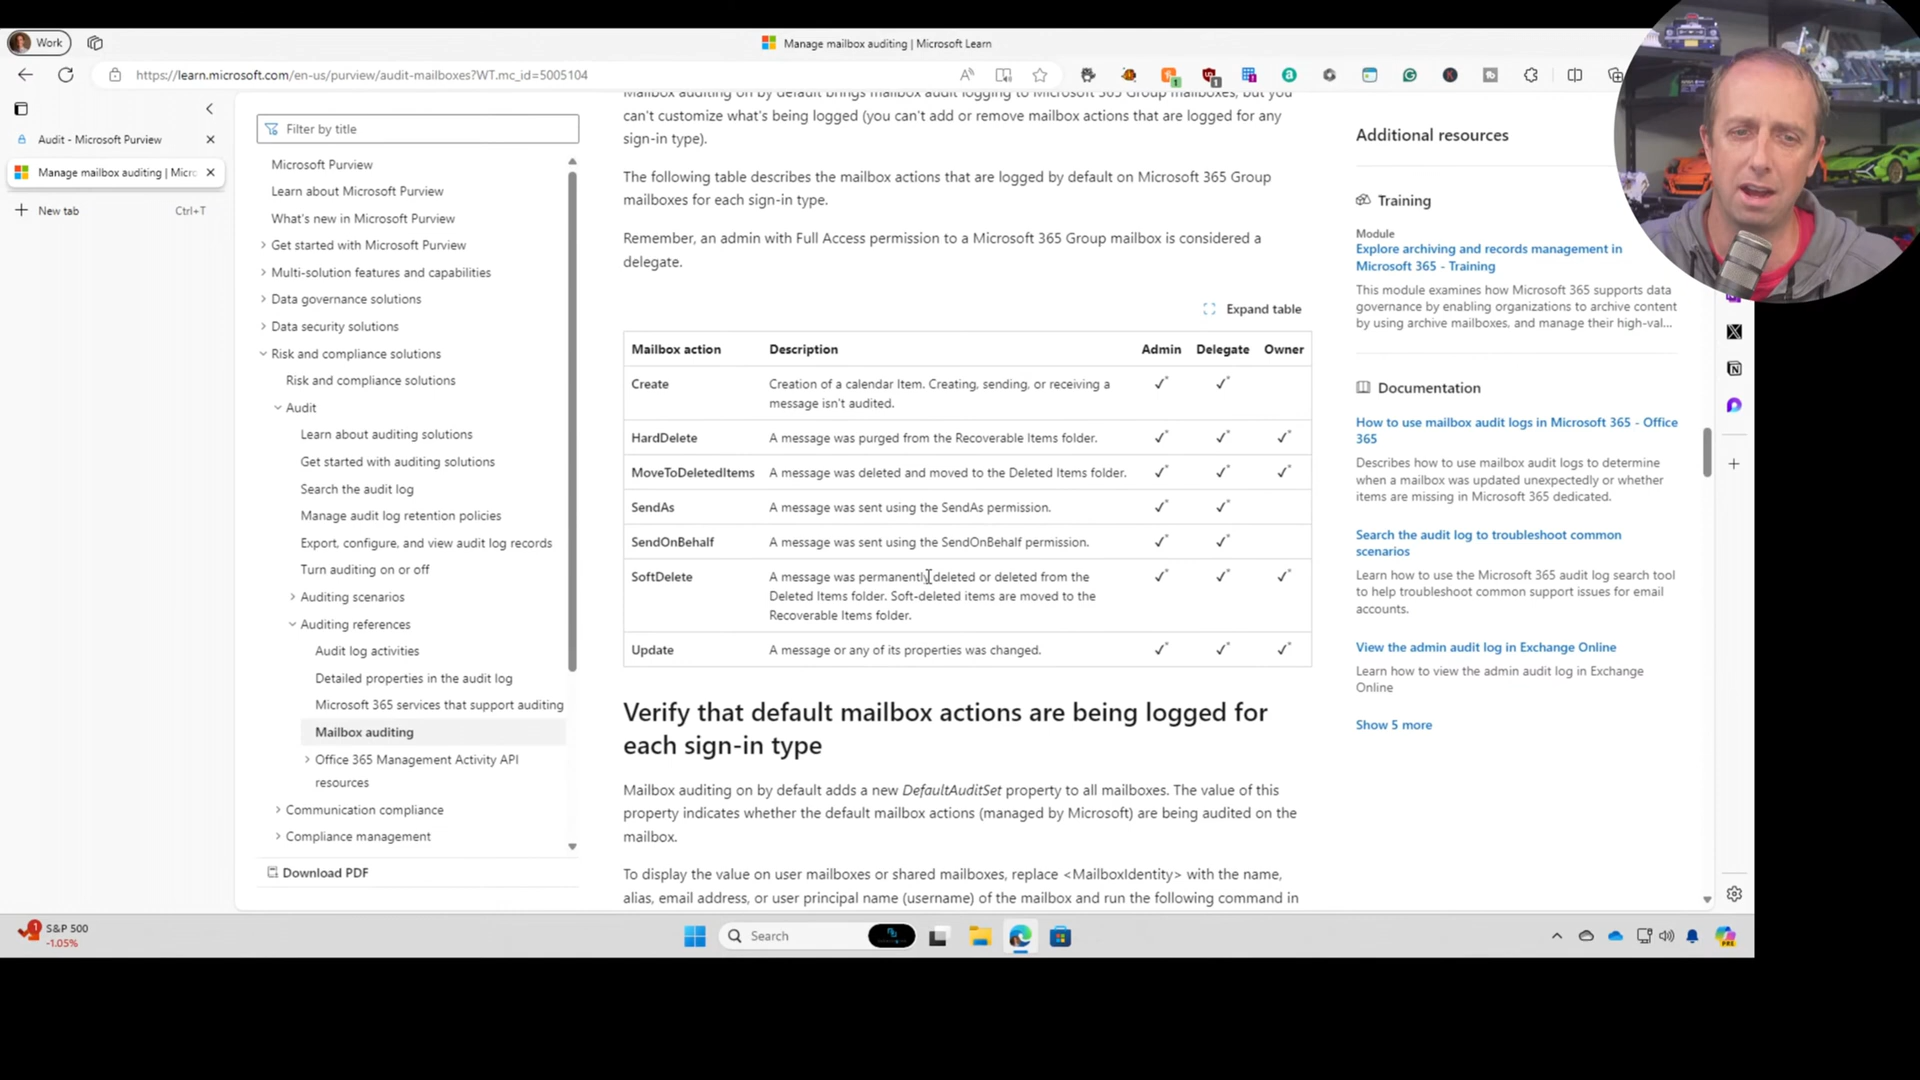 Work
Manage mailbox auditing | Microsoft Learn
https://learn.microsoft.com/en-us/purview/audit-mailboxes?WT.mc_id=5005104
Audit - Microsoft Purview
Manage mailbox auditing | Micro
New tab
Ctrl+T
Filter by title
Microsoft Purview
Learn about Microsoft Purview
What's new in Microsoft Purview
Get started with Microsoft Purview
Multi-solution features and capabilities
Data governance solutions
Data security solutions
Risk and compliance solutions
Risk and compliance solutions
Audit
Learn about auditing solutions
Get started with auditing solutions
Search the audit log
Manage audit log retention policies
Export, configure, and view audit log records
Turn auditing on or off
Auditing scenarios
Auditing references
Audit log activities
Detailed properties in the audit log
Microsoft 365 services that support auditing
Mailbox auditing
Office 365 Management Activity API
resources
Communication compliance
Compliance management
Download PDF
Mailbox auditing on by default brings mailbox audit logging to Microsoft 365 Group mailboxes, but you
can't customize what's being logged (you can't add or remove mailbox actions that are logged for any
sign-in type).
The following table describes the mailbox actions that are logged by default on Microsoft 365 Group
mailboxes for each sign-in type.
Remember, an admin with Full Access permission to a Microsoft 365 Group mailbox is considered a
delegate.
Expand table
Mailbox action Description Admin Delegate Owner
Create Creation of a calendar Item. Creating, sending, or receiving a ✓* ✓*
message isn't audited.
HardDelete A message was purged from the Recoverable Items folder. ✓* ✓* ✓*
MoveToDeletedItems A message was deleted and moved to the Deleted Items folder. ✓* ✓* ✓*
SendAs A message was sent using the SendAs permission. ✓* ✓*
SendOnBehalf A message was sent using the SendOnBehalf permission. ✓* ✓*
SoftDelete A message was permanently deleted or deleted from the ✓* ✓* ✓*
Deleted Items folder. Soft-deleted items are moved to the
Recoverable Items folder.
Update A message or any of its properties was changed. ✓* ✓* ✓*
Verify that default mailbox actions are being logged for
each sign-in type
Mailbox auditing on by default adds a new DefaultAuditSet property to all mailboxes. The value of this
property indicates whether the default mailbox actions (managed by Microsoft) are being audited on the
mailbox.
To display the value on user mailboxes or shared mailboxes, replace <MailboxIdentity> with the name,
alias, email address, or user principal name (username) of the mailbox and run the following command in
Additional resources
Training
Module
Explore archiving and records management in
Microsoft 365 - Training
This module examines how Microsoft 365 supports data
governance by enabling organizations to archive content
by using archive mailboxes, and manage their high-val...
Documentation
How to use mailbox audit logs in Microsoft 365 - Office
365
Describes how to use mailbox audit logs to determine
when a mailbox was updated unexpectedly or whether
items are missing in Microsoft 365 dedicated.
Search the audit log to troubleshoot common
scenarios
Learn how to use the Microsoft 365 audit log search tool
to help troubleshoot common support issues for email
accounts.
View the admin audit log in Exchange Online
Learn how to view the admin audit log in Exchange
Online
Show 5 more
1
S&P 500
-1.05%
Search
PRE